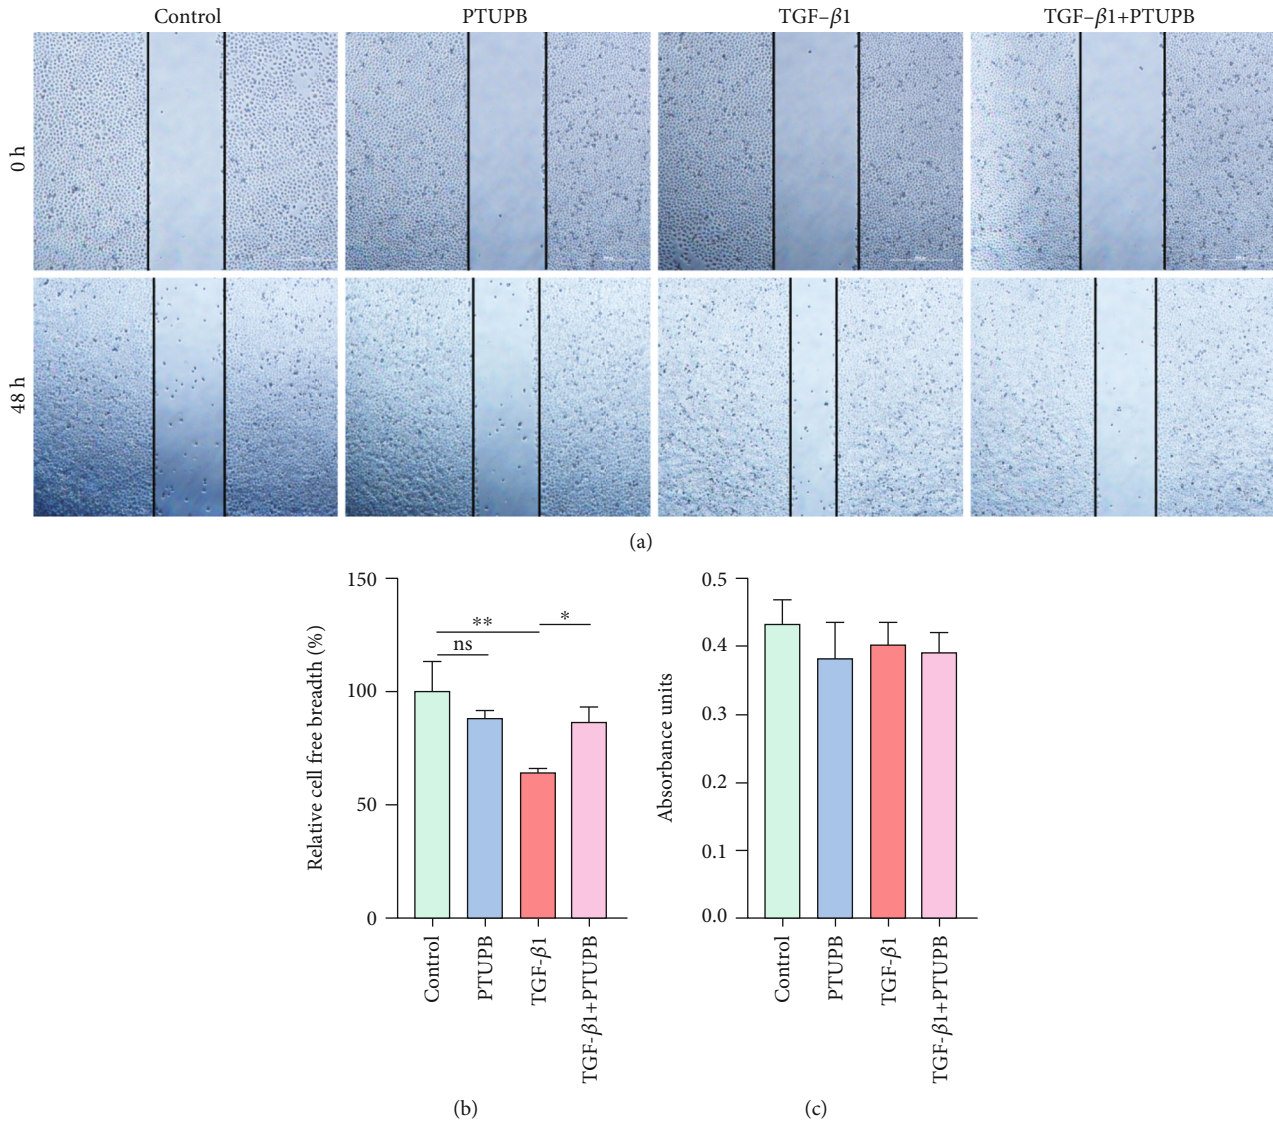 Control
PTUPB
TGF–β1
TGF–β1+PTUPB
0 h
48 h
(a)
Relative cell free breadth (%)
150
100
50
0
**
*
ns
Control
PTUPB
TGF-β1
TGF-β1+PTUPB
(b)
Absorbance units
0.5
0.4
0.3
0.2
0.1
0.0
Control
PTUPB
TGF-β1
TGF-β1+PTUPB
(c)